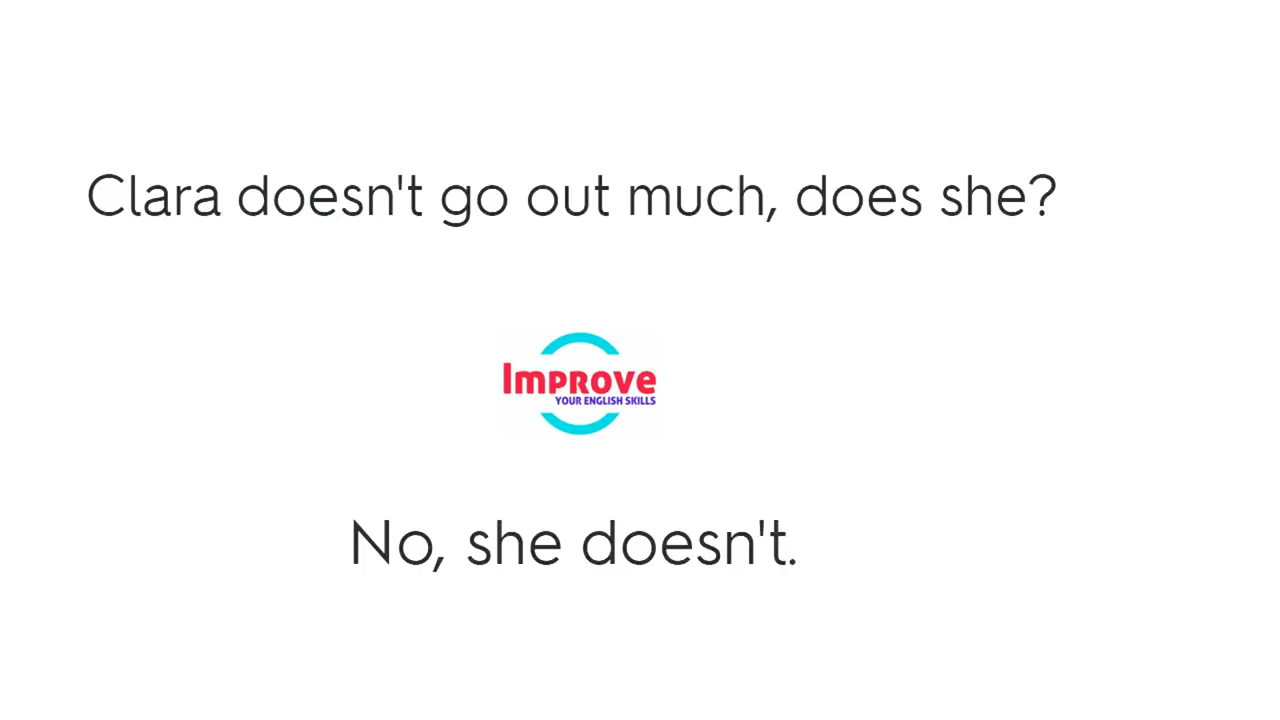 Clara doesn't go out much, does she?
Improve
YOUR ENGLISH SKILLS
No, she doesn't.